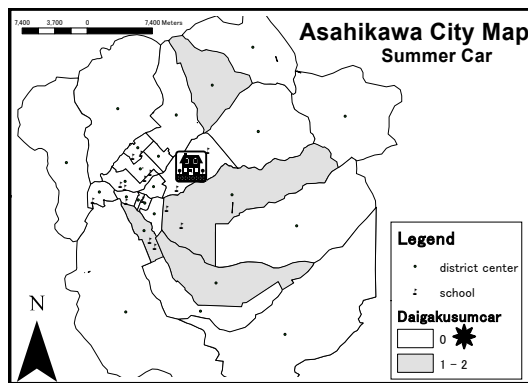 7,400 3,700 0 7,400 Meters
Asahikawa City Map
Summer Car
N
Legend
district center
school
Daigakusumcar
0
1 - 2